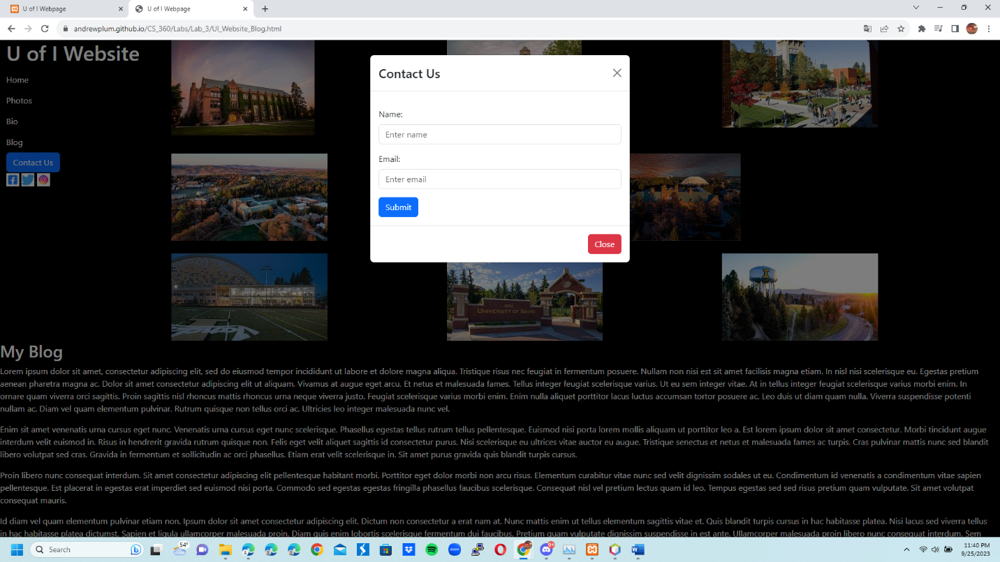 U of I Webpage
U of I Webpage
andrewplum.github.io/CS_360/Labs/Lab_3/UI_Website_Blog.html
U of I Website
Home
Photos
Bio
Blog
Contact Us
Contact Us
Name:
Enter name
Email:
Enter email
Submit
Close
I
UNIVERSITY OF IDAHO
My Blog
Lorem ipsum dolor sit amet, consectetur adipiscing elit, sed do eiusmod tempor incididunt ut labore et dolore magna aliqua. Tristique risus nec feugiat in fermentum posuere. Nullam non nisi est sit amet facilisis magna etiam. In nisl nisi scelerisque eu. Egestas pretium
aenean pharetra magna ac. Dolor sit amet consectetur adipiscing elit ut aliquam. Vivamus at augue eget arcu. Et netus et malesuada fames. Tellus integer feugiat scelerisque varius. Ut eu sem integer vitae. At in tellus integer feugiat scelerisque varius morbi enim. In
ornare quam viverra orci sagittis. Proin sagittis nisl rhoncus mattis rhoncus urna neque viverra justo. Feugiat scelerisque varius morbi enim. Enim nulla aliquet porttitor lacus luctus accumsan tortor posuere ac. Leo duis ut diam quam nulla. Viverra suspendisse potenti
nullam ac. Diam vel quam elementum pulvinar. Rutrum quisque non tellus orci ac. Ultricies leo integer malesuada nunc vel.
Enim sit amet venenatis urna cursus eget nunc. Venenatis urna cursus eget nunc scelerisque. Phasellus egestas tellus rutrum tellus pellentesque. Euismod nisi porta lorem mollis aliquam ut porttitor leo a. Est lorem ipsum dolor sit amet consectetur. Morbi tincidunt augue
interdum velit euismod in. Risus in hendrerit gravida rutrum quisque non. Felis eget velit aliquet sagittis id consectetur purus. Nisi scelerisque eu ultrices vitae auctor eu augue. Tristique senectus et netus et malesuada fames ac turpis. Cras pulvinar mattis nunc sed blandit
libero volutpat sed cras. Gravida in fermentum et sollicitudin ac orci phasellus. Etiam erat velit scelerisque in. Sit amet purus gravida quis blandit turpis cursus.
Proin libero nunc consequat interdum. Sit amet consectetur adipiscing elit pellentesque habitant morbi. Porttitor eget dolor morbi non arcu risus. Elementum curabitur vitae nunc sed velit dignissim sodales ut eu. Condimentum id venenatis a condimentum vitae sapien
pellentesque. Est placerat in egestas erat imperdiet sed euismod nisi porta. Commodo sed egestas egestas fringilla phasellus faucibus scelerisque. Consequat nisl vel pretium lectus quam id leo. Tempus egestas sed sed risus pretium quam vulputate. Sit amet volutpat
consequat mauris.
Id diam vel quam elementum pulvinar etiam non. Ipsum dolor sit amet consectetur adipiscing elit. Dictum non consectetur a erat nam at. Nunc mattis enim ut tellus elementum sagittis vitae et. Quis blandit turpis cursus in hac habitasse platea. Nisi lacus sed viverra tellus
in hac habitasse platea dictumst. Sapien et ligula ullamcorper malesuada proin. Diam quis enim lobortis scelerisque fermentum dui faucibus. Pretium quam vulputate dignissim suspendisse in est ante. Ullamcorper malesuada proin libero nunc consequat interdum. Sem
Search
54°
zoom
9+
11:40 PM
9/25/2023